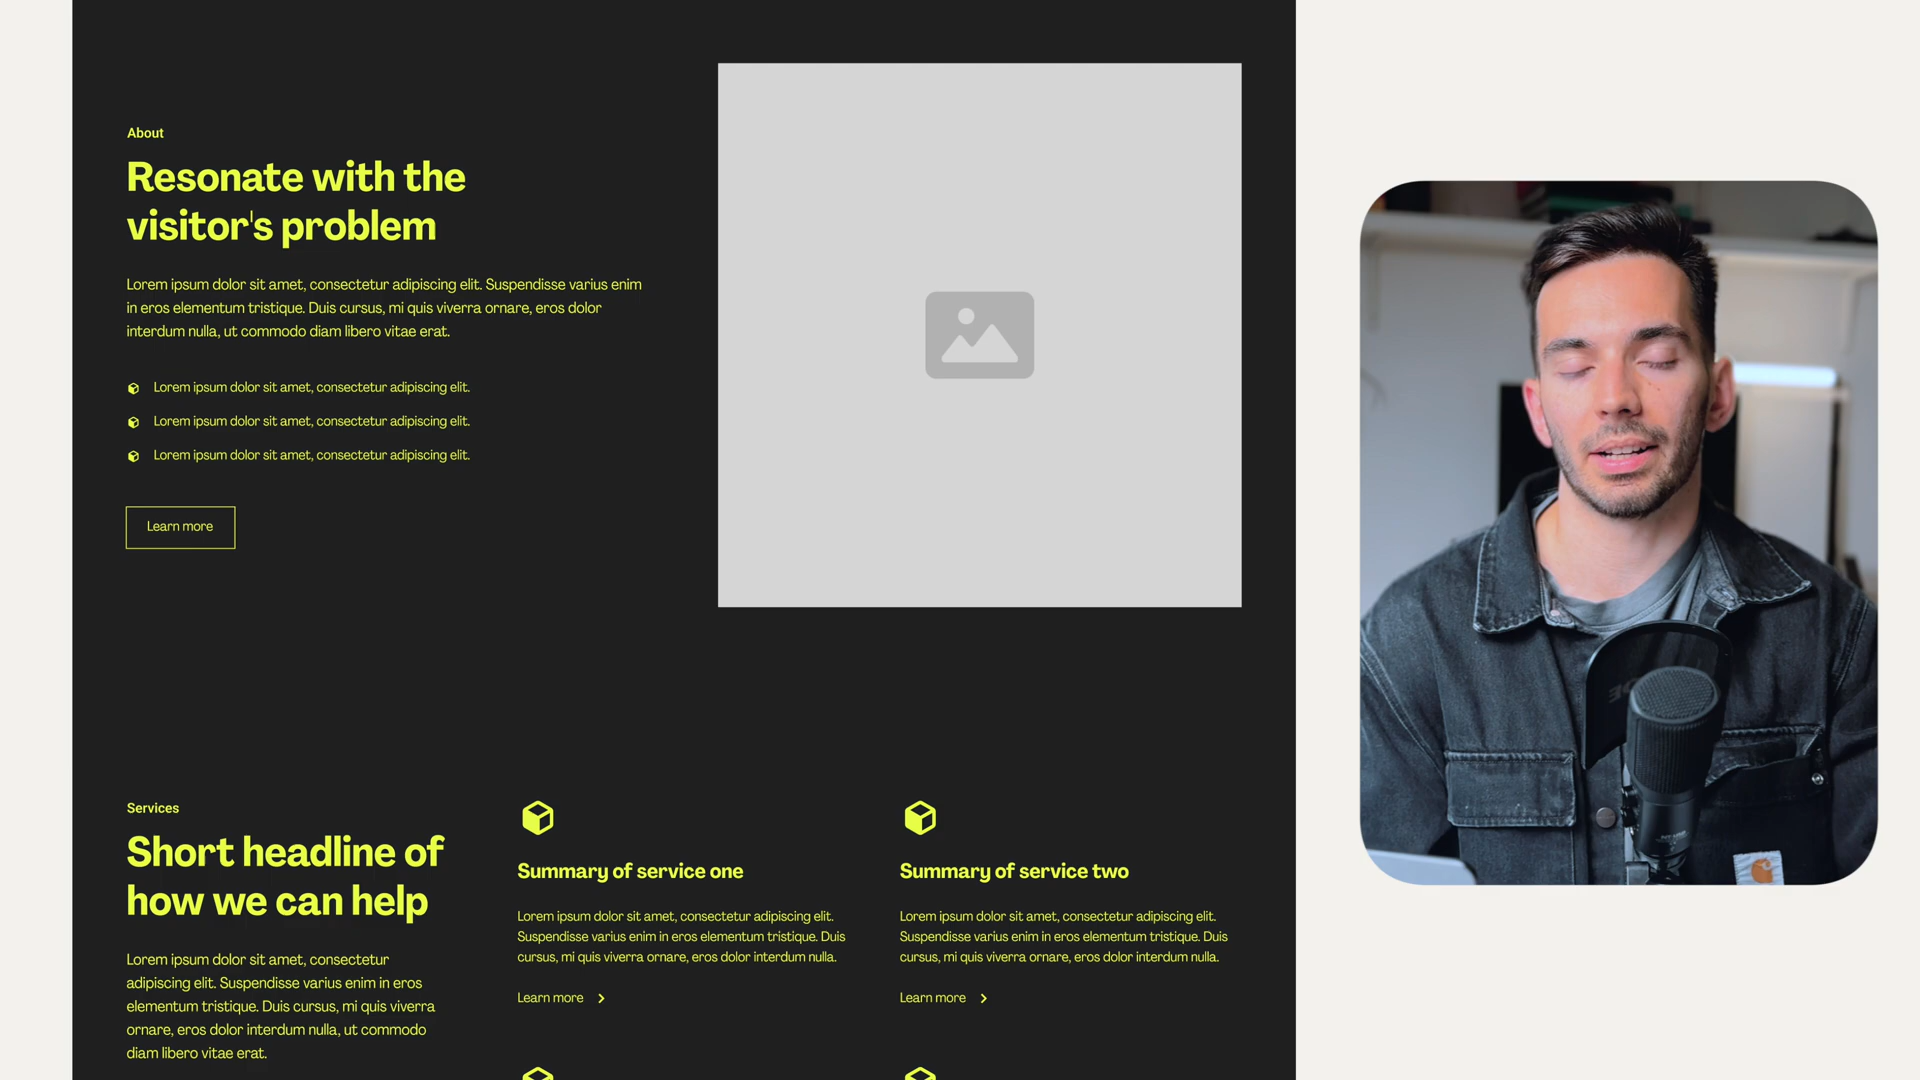 About
Resonate with the
visitor's problem
Lorem ipsum dolor sit amet, consectetur adipiscing elit. Suspendisse varius enim
in eros elementum tristique. Duis cursus, mi quis viverra ornare, eros dolor
interdum nulla, ut commodo diam libero vitae erat.
Lorem ipsum dolor sit amet, consectetur adipiscing elit.
Lorem ipsum dolor sit amet, consectetur adipiscing elit.
Lorem ipsum dolor sit amet, consectetur adipiscing elit.
Learn more
Services
Short headline of
how we can help
Lorem ipsum dolor sit amet, consectetur
adipiscing elit. Suspendisse varius enim in eros
elementum tristique. Duis cursus, mi quis viverra
ornare, eros dolor interdum nulla, ut commodo
diam libero vitae erat.
Summary of service one
Lorem ipsum dolor sit amet, consectetur adipiscing elit.
Suspendisse varius enim in eros elementum tristique. Duis
cursus, mi quis viverra ornare, eros dolor interdum nulla.
Learn more
Summary of service two
Lorem ipsum dolor sit amet, consectetur adipiscing elit.
Suspendisse varius enim in eros elementum tristique. Duis
cursus, mi quis viverra ornare, eros dolor interdum nulla.
Learn more